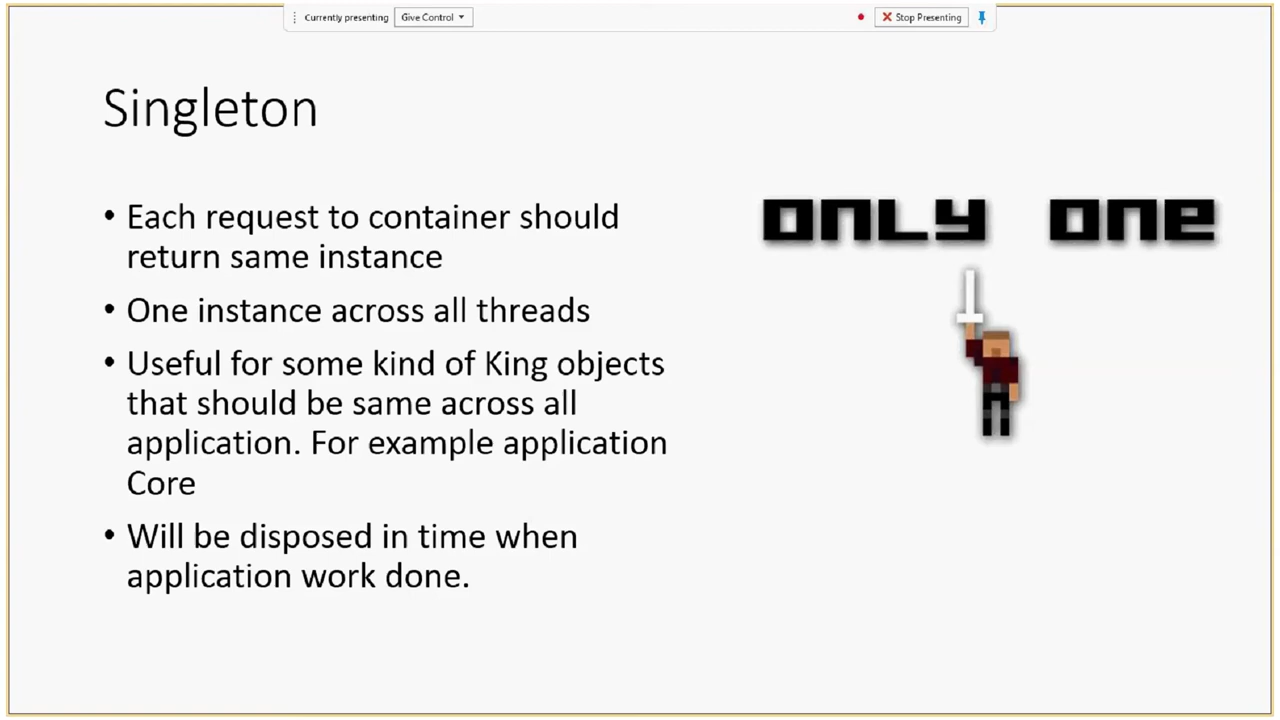 Currently presenting Give Control Stop Presenting
Singleton
ONLY ONE
• Each request to container should
return same instance
• One instance across all threads
• Useful for some kind of King objects
that should be same across all
application. For example application
Core
• Will be disposed in time when
application work done.